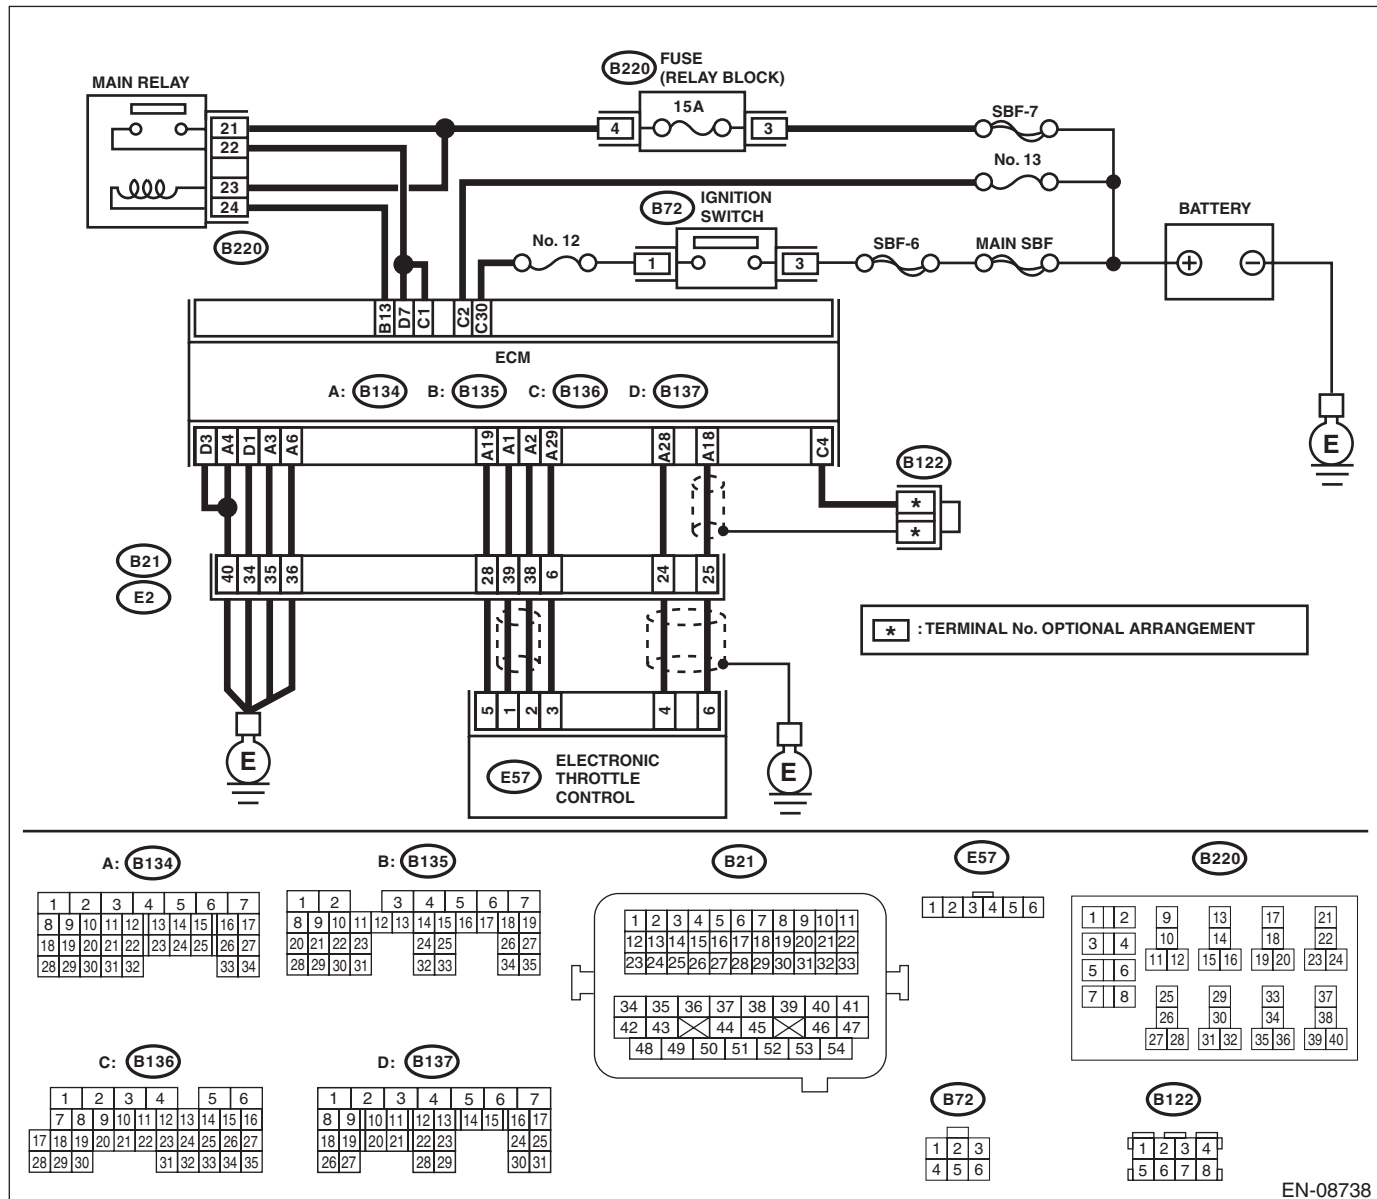 B220 FUSE (RELAY BLOCK)
MAIN RELAY
15A
SBF-7
21
4
3
22
No. 13
23
IGNITION SWITCH
B72
24
BATTERY
B220
No. 12
SBF-6
MAIN SBF
1
3
+
−
B13 D7 C1 C2 C30
ECM
A: B134 B: B135 C: B136 D: B137
D3 A4 D1 A3 A6 A19 A1 A2 A29 A28 A18 C4
E
B122
*
*
B21
40 34 35 36 28 39 38 6 24 25
E2
* : TERMINAL No. OPTIONAL ARRANGEMENT
5 1 2 3 4 6
E
E57 ELECTRONIC THROTTLE CONTROL
E
A: B134
1 2 3 4 5 6 7
8 9 10 11 12 13 14 15 16 17
18 19 20 21 22 23 24 25 26 27
28 29 30 31 32 33 34
B: B135
1 2 3 4 5 6 7
8 9 10 11 12 13 14 15 16 17 18 19
20 21 22 23 24 25 26 27
28 29 30 31 32 33 34 35
B21
1 2 3 4 5 6 7 8 9 10 11
12 13 14 15 16 17 18 19 20 21 22
23 24 25 26 27 28 29 30 31 32 33
34 35 36 37 38 39 40 41
42 43 44 45 46 47
48 49 50 51 52 53 54
E57
1 2 3 4 5 6
B220
1 2 9 13 17 21
3 4 10 14 18 22
5 6 11 12 15 16 19 20 23 24
7 8 25 29 33 37
26 30 34 38
27 28 31 32 35 36 39 40
C: B136
1 2 3 4 5 6
7 8 9 10 11 12 13 14 15 16
17 18 19 20 21 22 23 24 25 26 27
28 29 30 31 32 33 34 35
D: B137
1 2 3 4 5 6 7
8 9 10 11 12 13 14 15 16 17
18 19 20 21 22 23 24 25
26 27 28 29 30 31
B72
1 2 3
4 5 6
B122
1 2 3 4
5 6 7 8
EN-08738